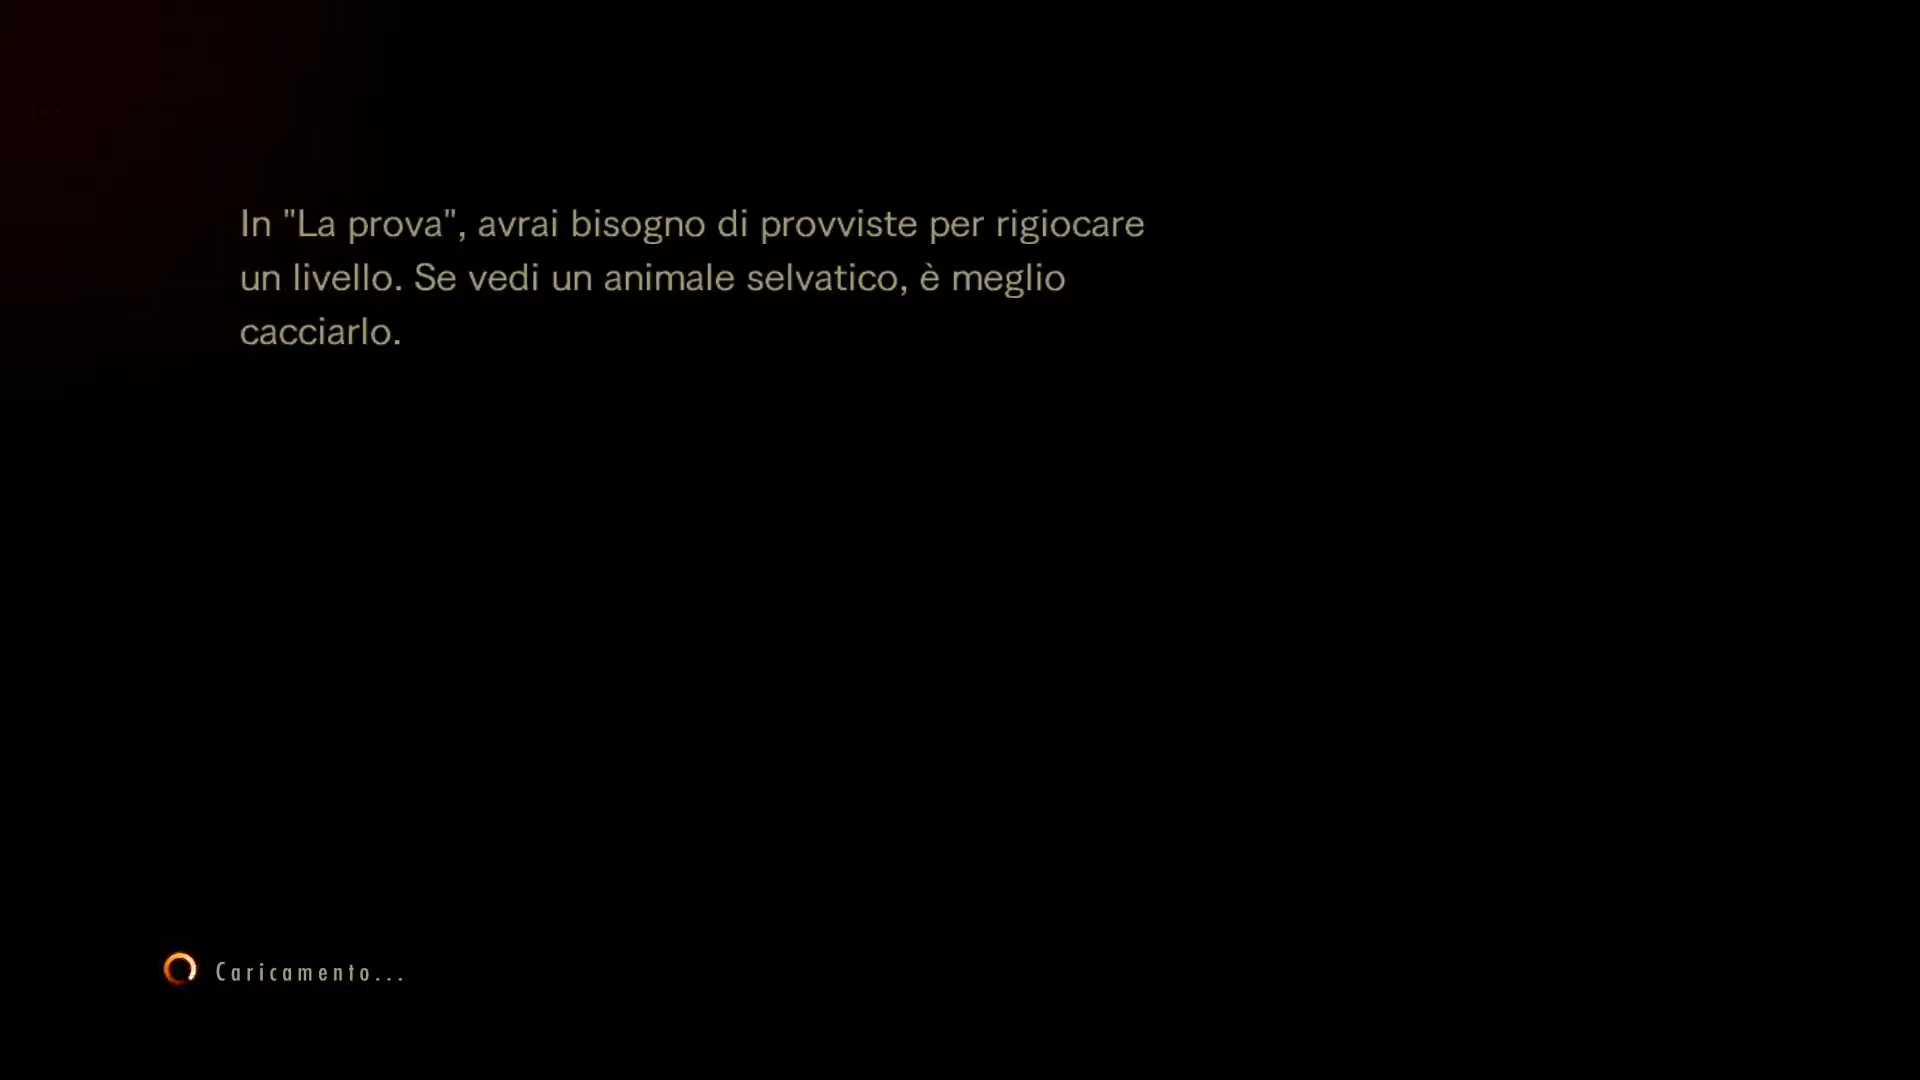 In "La prova", avrai bisogno di provviste per rigiocare
un livello. Se vedi un animale selvatico, è meglio
cacciarlo.
Caricamento...